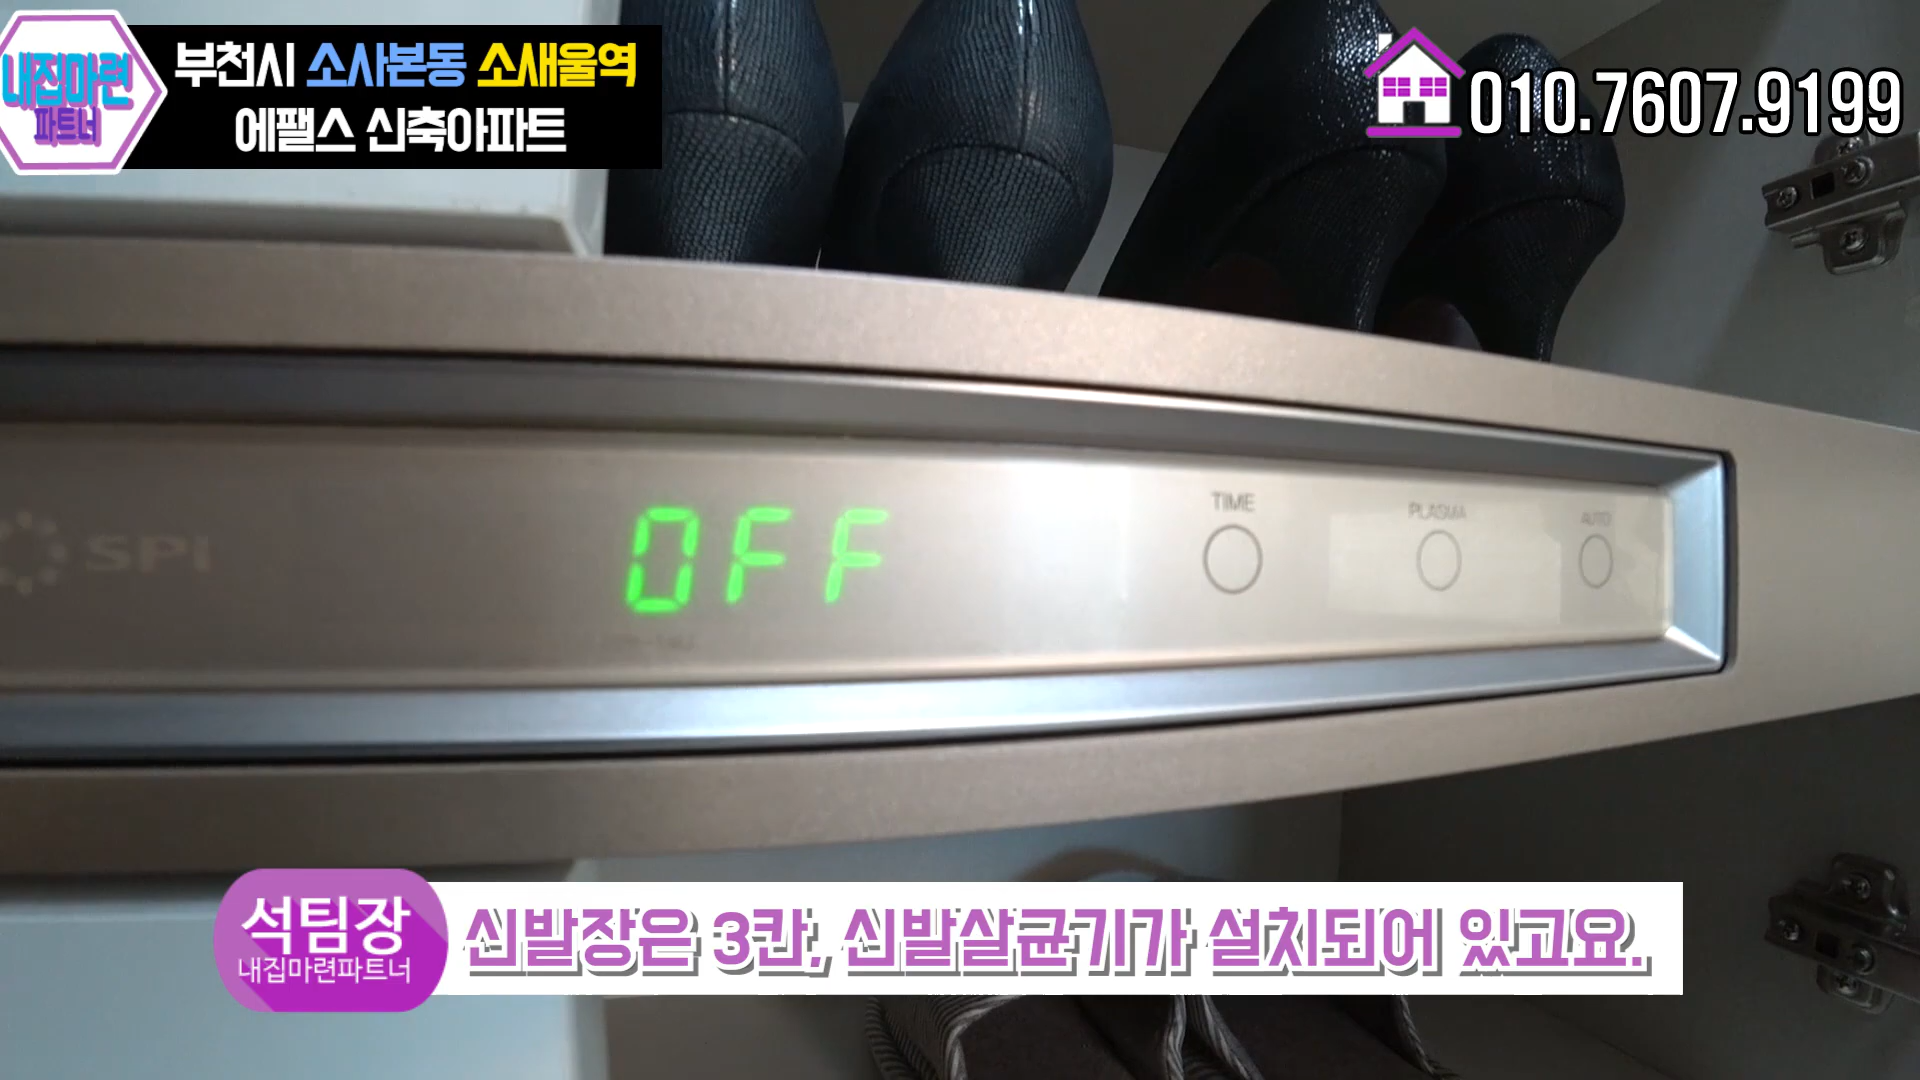 내집마련
파트너
부천시 소사본동 소새울역
에팰스 신축아파트
010.7607.9199
SPi
OFF
TIME
PLASMA
AUTO
석팀장
내집마련파트너
신발장은 3칸, 신발살균기가 설치되어 있고요.